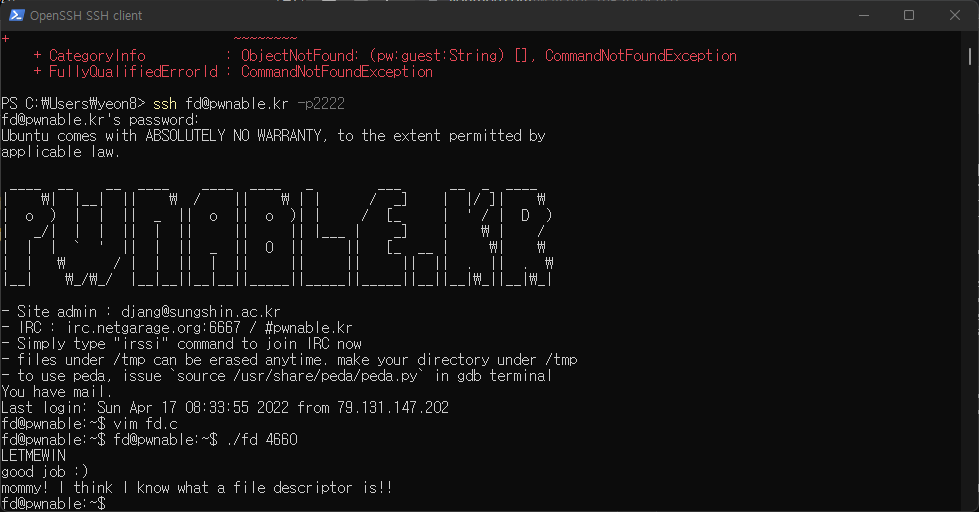 OpenSSH SSH client
+                              ~~~~~~~~
    + CategoryInfo          : ObjectNotFound: (pw:guest:String) [], CommandNotFoundException
    + FullyQualifiedErrorId : CommandNotFoundException
PS C:₩Users₩yeon8> ssh fd@pwnable.kr -p2222
fd@pwnable.kr's password:
Ubuntu comes with ABSOLUTELY NO WARRANTY, to the extent permitted by
applicable law.
PWNABLE.KR
- Site admin : djang@sungshin.ac.kr
- IRC : irc.netgarage.org:6667 / #pwnable.kr
- Simply type "irssi" command to join IRC now
- files under /tmp can be erased anytime. make your directory under /tmp
- to use peda, issue `source /usr/share/peda/peda.py` in gdb terminal
You have mail.
Last login: Sun Apr 17 08:33:55 2022 from 79.131.147.202
fd@pwnable:~$ vim fd.c
fd@pwnable:~$ fd@pwnable:~$ ./fd 4660
LETMEWIN
good job :)
mommy! I think I know what a file descriptor is!!
fd@pwnable:~$